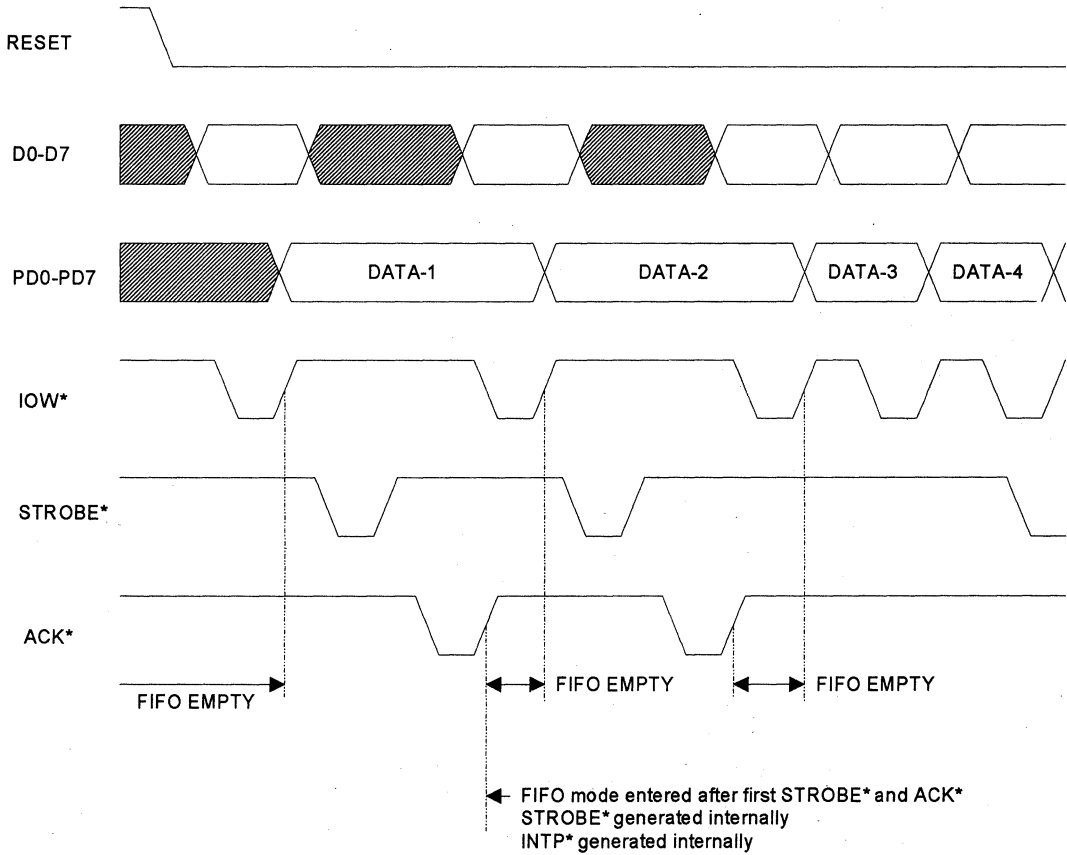 RESET
D0-D7
PD0-PD7
DATA-1
DATA-2
DATA-3
DATA-4
IOW*
STROBE*
ACK*
FIFO EMPTY
FIFO EMPTY
FIFO EMPTY
FIFO mode entered after first STROBE* and ACK*
STROBE* generated internally
INTP* generated internally